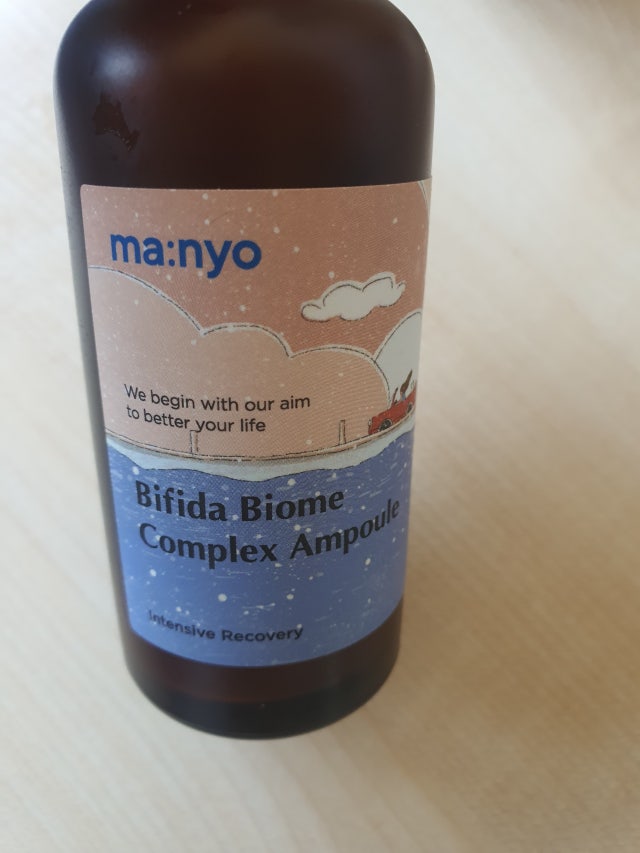 ma:nyo
We begin with our aim
to better your life
Bifida Biome
Complex Ampoule
Intensive Recovery